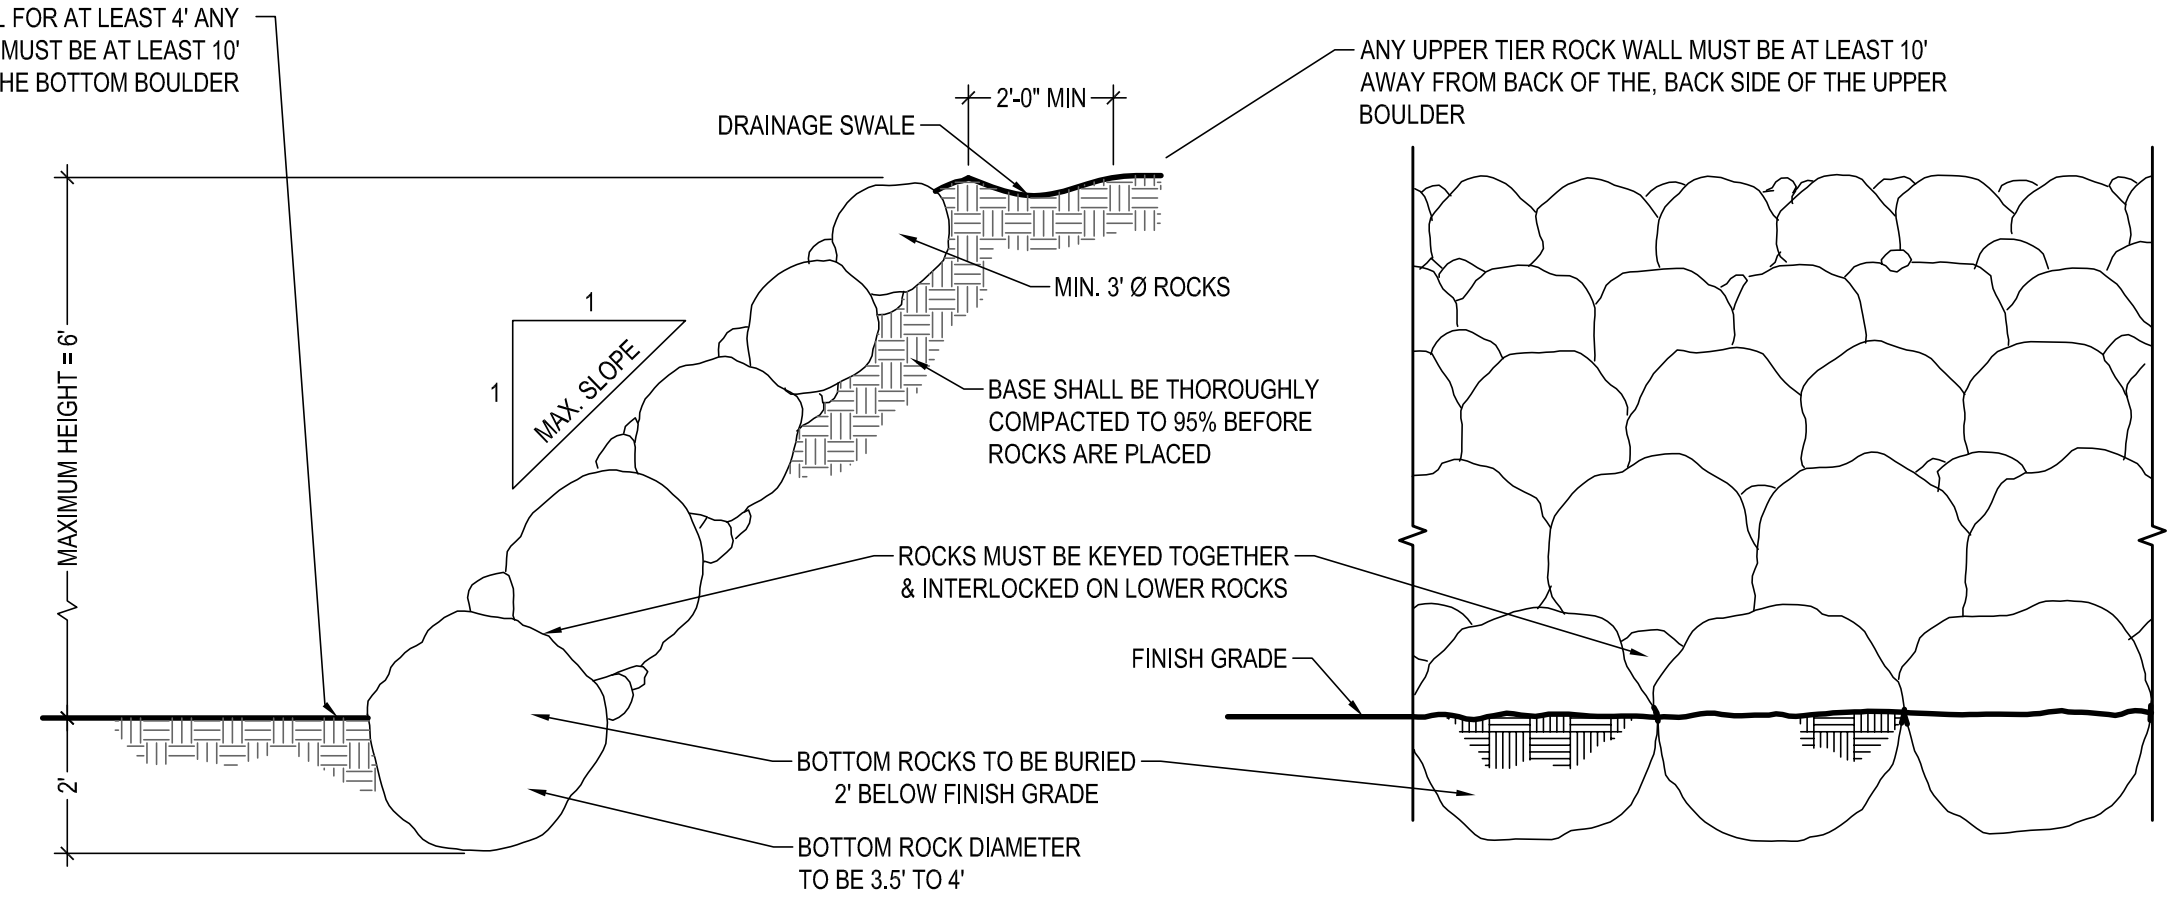 L FOR AT LEAST 4' ANY
MUST BE AT LEAST 10'
HE BOTTOM BOULDER
ANY UPPER TIER ROCK WALL MUST BE AT LEAST 10'
AWAY FROM BACK OF THE, BACK SIDE OF THE UPPER
BOULDER
2'-0" MIN
DRAINAGE SWALE
MIN. 3' Ø ROCKS
1
1
MAX. SLOPE
MAXIMUM HEIGHT = 6'
BASE SHALL BE THOROUGHLY
COMPACTED TO 95% BEFORE
ROCKS ARE PLACED
ROCKS MUST BE KEYED TOGETHER
& INTERLOCKED ON LOWER ROCKS
FINISH GRADE
2'
BOTTOM ROCKS TO BE BURIED
2' BELOW FINISH GRADE
BOTTOM ROCK DIAMETER
TO BE 3.5' TO 4'